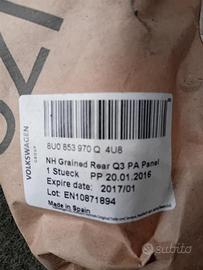 VOLKSWAGEN
GROUP
8U0 853 970 Q 4U8
NH Grained Rear Q3 PA Panel
1 Stueck PP 20.01.2016
Expire date: 2017/01
Lot: EN10871894
Made in Spain
subito